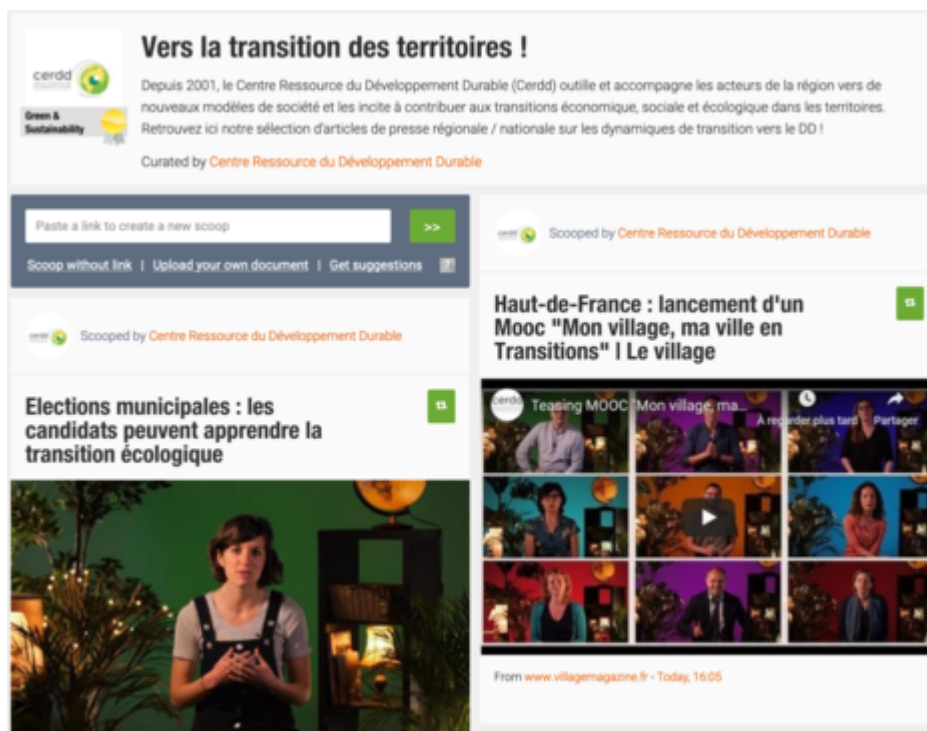 cerdd
Green &
Sustainability
Vers la transition des territoires !
Depuis 2001, le Centre Ressource du Développement Durable (Cerdd) outille et accompagne les acteurs de la région vers de
nouveaux modèles de société et les incite à contribuer aux transitions économique, sociale et écologique dans les territoires.
Retrouvez ici notre sélection d'articles de presse régionale / nationale sur les dynamiques de transition vers le DD !
Curated by Centre Ressource du Développement Durable
Paste a link to create a new scoop
>>
Scoop without link | Upload your own document | Get suggestions ?
cerdd
Scooped by Centre Ressource du Développement Durable
Elections municipales : les
candidats peuvent apprendre la
transition écologique
cerdd
Scooped by Centre Ressource du Développement Durable
Haut-de-France : lancement d'un
Mooc "Mon village, ma ville en
Transitions" | Le village
cerdd
Teasing MOOC "Mon village, ma...
À regarder plus tard
Partager
From www.villagemagazine.fr - Today, 16:05